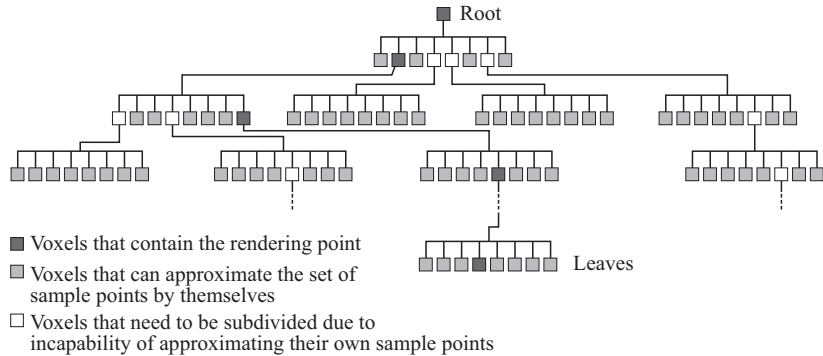 Root
Voxels that contain the rendering point
Leaves
Voxels that can approximate the set of
sample points by themselves
Voxels that need to be subdivided due to
incapability of approximating their own sample points